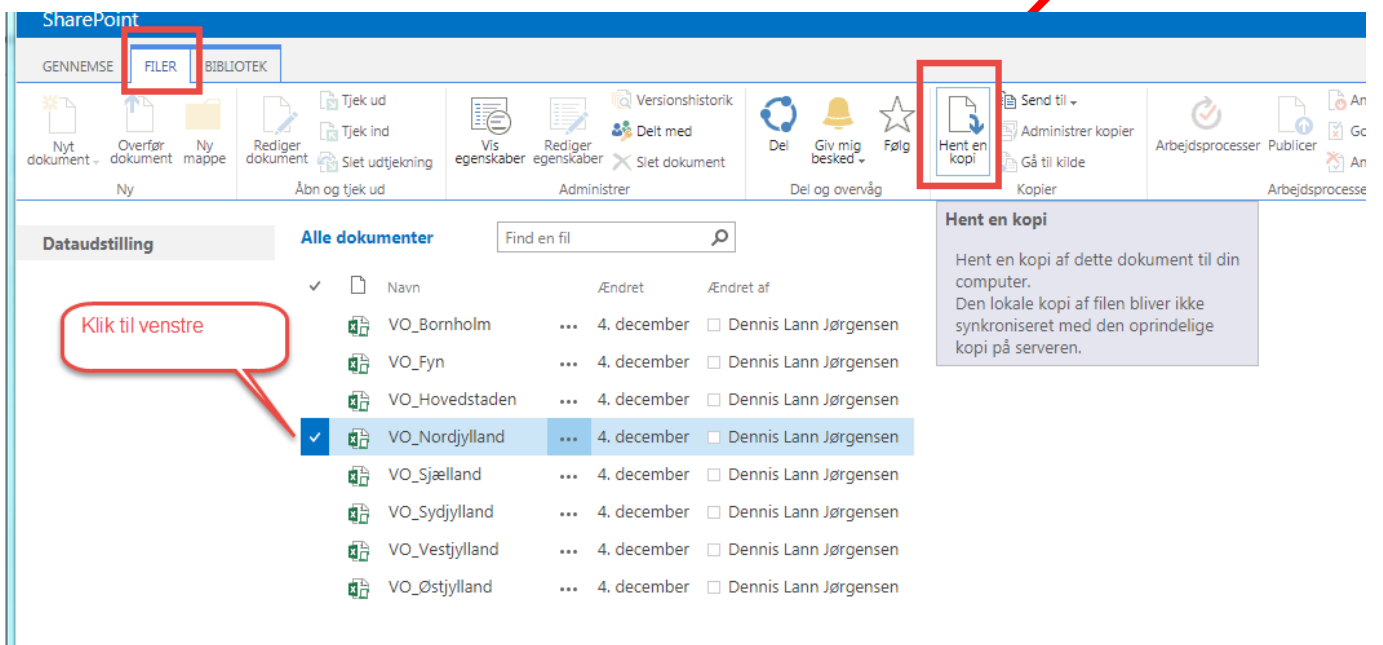 SharePoint
GENNEMSE FILER BIBLIOTEK
Nyt dokument
Overfør dokument
Ny mappe
Ny
Rediger dokument
Tjek ud
Tjek ind
Slet udtjekning
Åbn og tjek ud
Vis egenskaber
Rediger egenskaber
Versionshistorik
Delt med
Slet dokument
Administrer
Del
Giv mig besked
Følg
Del og overvåg
Hent en kopi
Send til
Administrer kopier
Gå til kilde
Kopier
Arbejdsprocesser
Publicer
An
Go
An
Arbejdsprocesse
Hent en kopi
Hent en kopi af dette dokument til din
computer.
Den lokale kopi af filen bliver ikke
synkroniseret med den oprindelige
kopi på serveren.
Dataudstilling
Alle dokumenter
Find en fil
Navn Ændret Ændret af
Klik til venstre
VO_Bornholm ... 4. december Dennis Lann Jørgensen
VO_Fyn ... 4. december Dennis Lann Jørgensen
VO_Hovedstaden ... 4. december Dennis Lann Jørgensen
VO_Nordjylland ... 4. december Dennis Lann Jørgensen
VO_Sjælland ... 4. december Dennis Lann Jørgensen
VO_Sydjylland ... 4. december Dennis Lann Jørgensen
VO_Vestjylland ... 4. december Dennis Lann Jørgensen
VO_Østjylland ... 4. december Dennis Lann Jørgensen